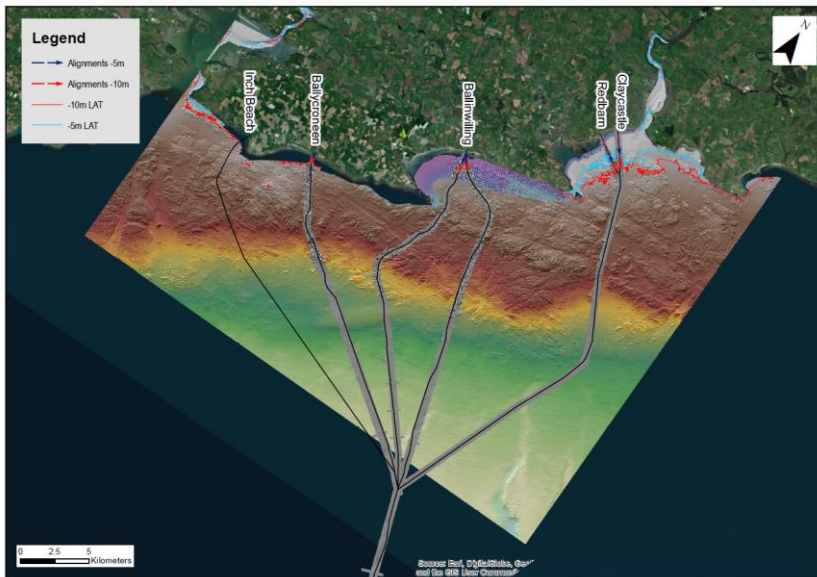 Legend
Alignments -5m
Alignments -10m
-10m LAT
-5m LAT
N
Inch Beach
Ballycroneen
Ballinwilling
Redbarn
Claycastle
0 2.5 5
Kilometers
Source: Esri, DigitalGlobe,
and the GIS User